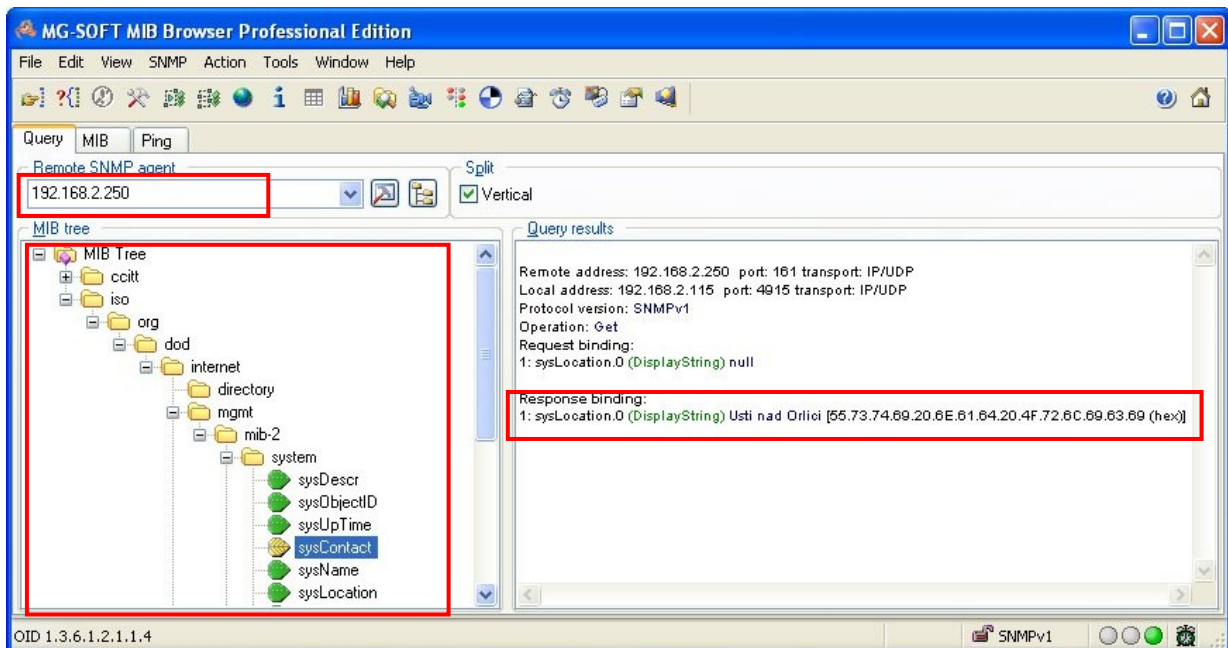 MG-SOFT MIB Browser Professional Edition
File Edit View SNMP Action Tools Window Help
Query MIB Ping
Remote SNMP agent
Split
192.168.2.250
Vertical
MIB tree
Query results
MIB Tree
ccitt
iso
org
dod
internet
directory
mgmt
mib-2
system
sysDescr
sysObjectID
sysUpTime
sysContact
sysName
sysLocation
Remote address: 192.168.2.250 port: 161 transport: IP/UDP
Local address: 192.168.2.115 port: 4915 transport: IP/UDP
Protocol version: SNMPv1
Operation: Get
Request binding:
1: sysLocation.0 (DisplayString) null
Response binding:
1: sysLocation.0 (DisplayString) Usti nad Orlici [55.73.74.69.20.6E.61.64.20.4F.72.6C.69.63.69 (hex)]
OID 1.3.6.1.2.1.1.4
SNMPv1